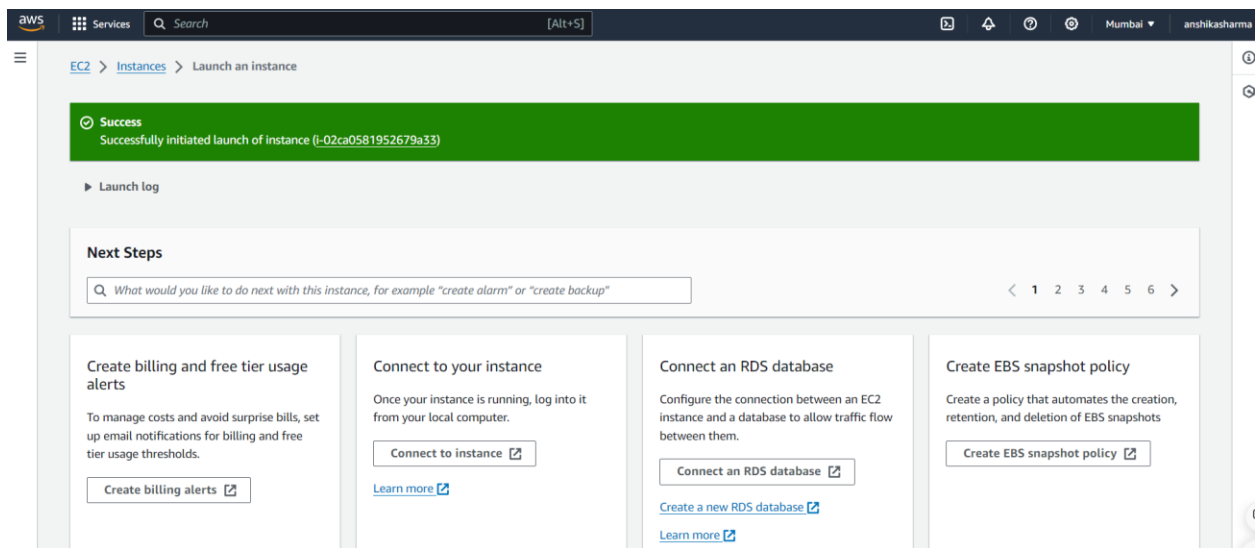 aws Services Search [Alt+S] Mumbai anshikasharma
EC2 > Instances > Launch an instance
Success
Successfully initiated launch of instance (i-02ca0581952679a33)
Launch log
Next Steps
What would you like to do next with this instance, for example "create alarm" or "create backup"
1 2 3 4 5 6
Create billing and free tier usage
alerts
To manage costs and avoid surprise bills, set
up email notifications for billing and free
tier usage thresholds.
Create billing alerts
Connect to your instance
Once your instance is running, log into it
from your local computer.
Connect to instance
Learn more
Connect an RDS database
Configure the connection between an EC2
instance and a database to allow traffic flow
between them.
Connect an RDS database
Create a new RDS database
Learn more
Create EBS snapshot policy
Create a policy that automates the creation,
retention, and deletion of EBS snapshots
Create EBS snapshot policy